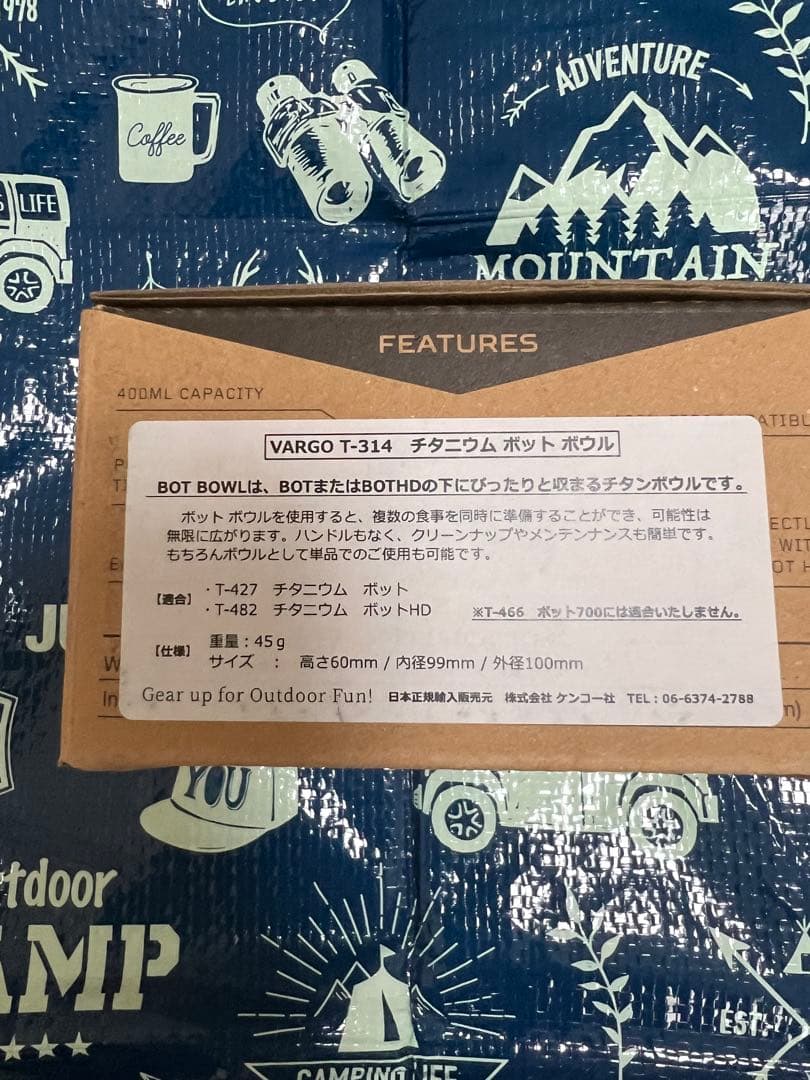 1978
Coffee
ADVENTURE
LIFE
MOUNTAIN
FEATURES
400ML CAPACITY
VARGO T-314 チタニウム ボット ボウル
BOT BOWLは、BOTまたはBOTHDの下にぴったりと収まるチタンボウルです。
ボット ボウルを使用すると、複数の食事を同時に準備することができ、可能性は
無限に広がります。ハンドルもなく、クリーンナップやメンテンナンスも簡単です。
もちろんボウルとして単品でのご使用も可能です。
【適合】 ・T-427 チタニウム ボット
・T-482 チタニウム ボットHD ※T-466 ボット700には適合いたしません。
【仕様】 重量：45g
サイズ ： 高さ60mm / 内径99mm / 外径100mm
Gear up for Outdoor Fun! 日本正規輸入販売元 株式会社 ケンコー社 TEL：06-6374-2788
YOU
tdoor
AMP
EST.
CAMPING LIFE